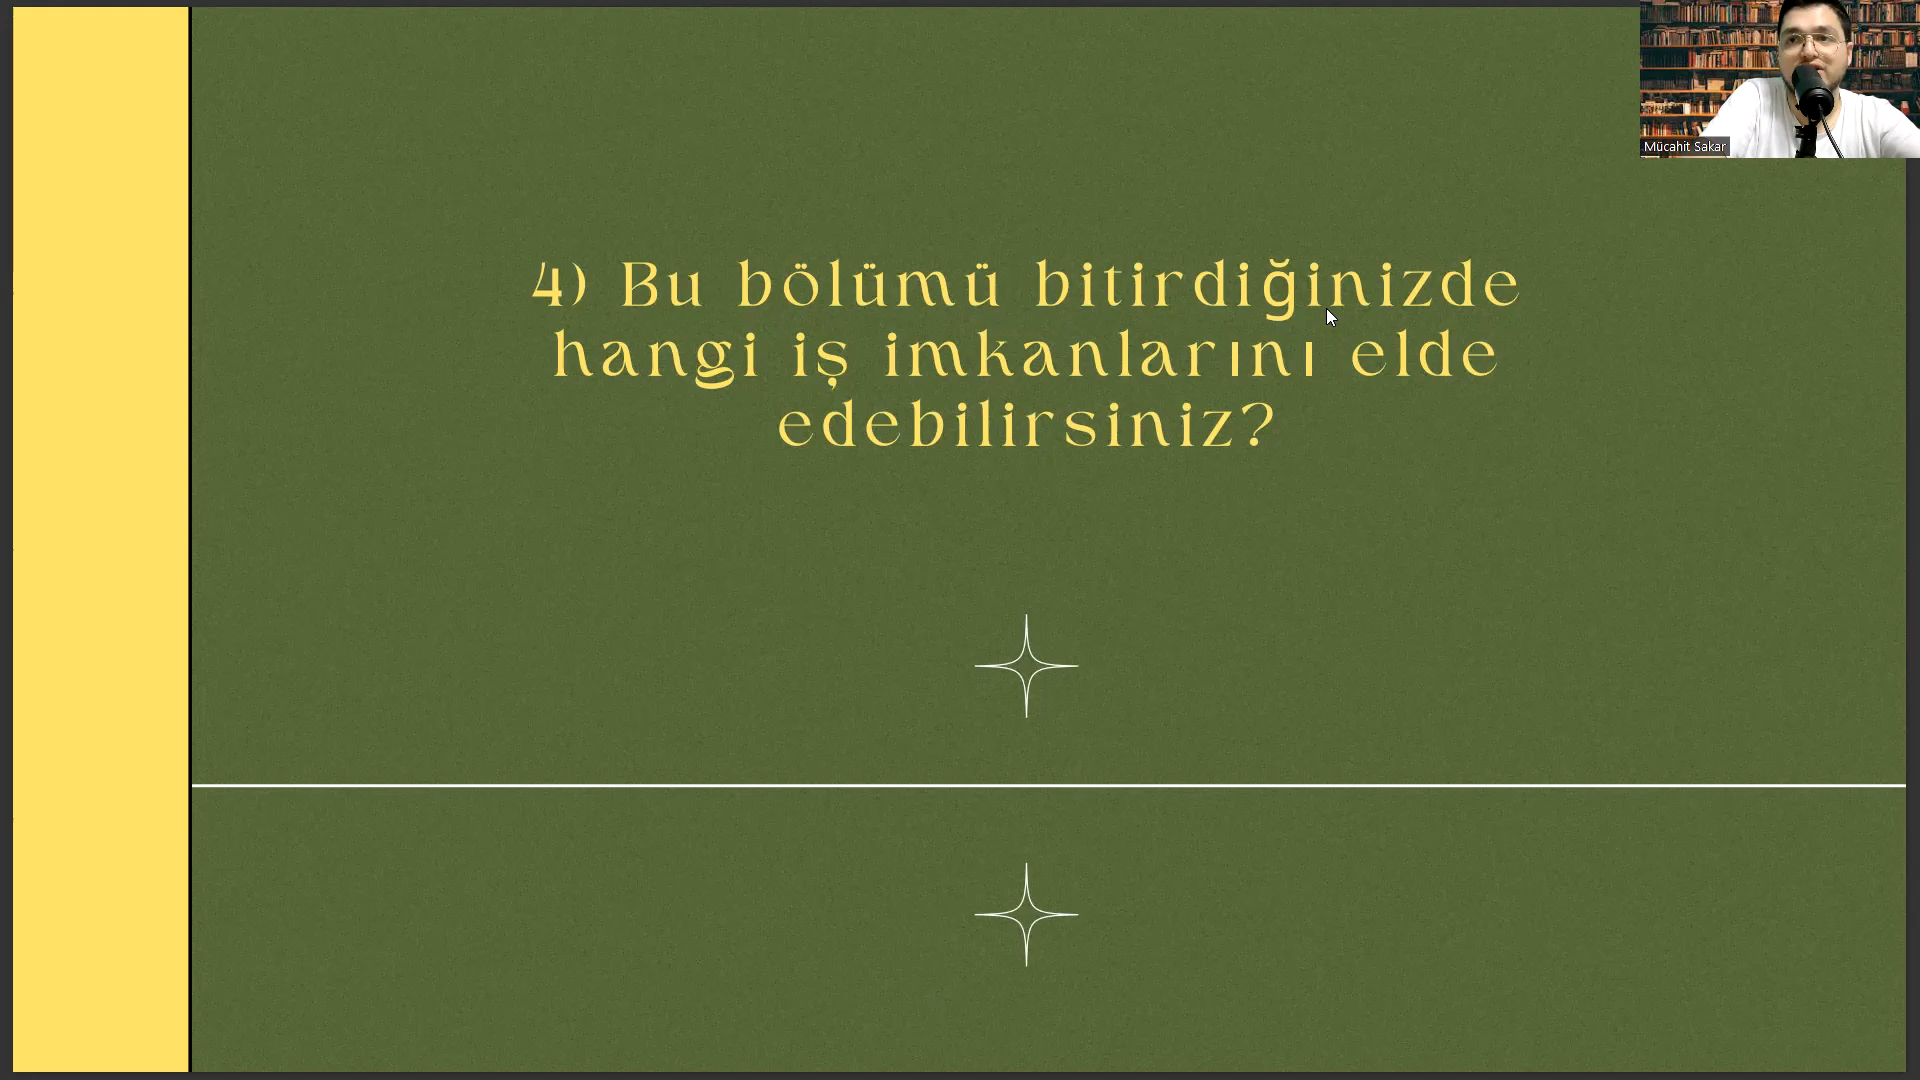 Mücahit Sakar
4) Bu bölümü bitirdiğinizde
hangi iş imkanlarını elde
edebilirsiniz?